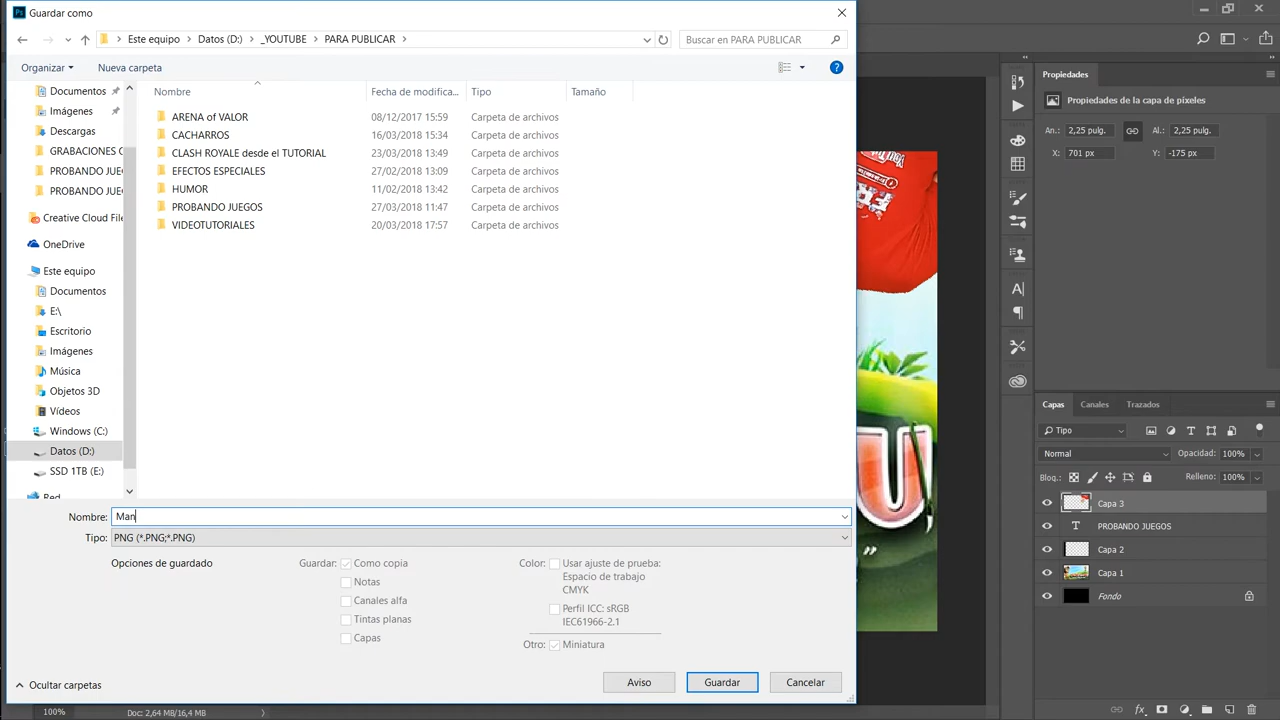 Guardar como
Este equipo > Datos (D:) > _YOUTUBE > PARA PUBLICAR >
Buscar en PARA PUBLICAR
Organizar
Nueva carpeta
Documentos
Imágenes
Descargas
GRABACIONES C
PROBANDO JUE
PROBANDO JUE
Creative Cloud File
OneDrive
Este equipo
Documentos
E:\
Escritorio
Imágenes
Música
Objetos 3D
Vídeos
Windows (C:)
Datos (D:)
SSD 1TB (E:)
Red
Nombre Fecha de modifica... Tipo Tamaño
ARENA of VALOR 08/12/2017 15:59 Carpeta de archivos
CACHARROS 16/03/2018 15:34 Carpeta de archivos
CLASH ROYALE desde el TUTORIAL 23/03/2018 13:49 Carpeta de archivos
EFECTOS ESPECIALES 27/02/2018 13:09 Carpeta de archivos
HUMOR 11/02/2018 13:42 Carpeta de archivos
PROBANDO JUEGOS 27/03/2018 11:47 Carpeta de archivos
VIDEOTUTORIALES 20/03/2018 17:57 Carpeta de archivos
Nombre: Man
Tipo: PNG (*.PNG;*.PNG)
Opciones de guardado
Guardar: Como copia
Notas
Canales alfa
Tintas planas
Capas
Color: Usar ajuste de prueba:
Espacio de trabajo
CMYK
Perfil ICC: sRGB
IEC61966-2.1
Otro: Miniatura
Ocultar carpetas
Aviso
Guardar
Cancelar
100% Doc: 2,64 MB/16,4 MB
Propiedades
Propiedades de la capa de píxeles
An.: 2,25 pulg. Al.: 2,25 pulg.
X: 701 px Y: -175 px
Capas Canales Trazados
Tipo
Normal Opacidad: 100%
Bloq.: Relleno: 100%
Capa 3
PROBANDO JUEGOS
Capa 2
Capa 1
Fondo
You
U
”